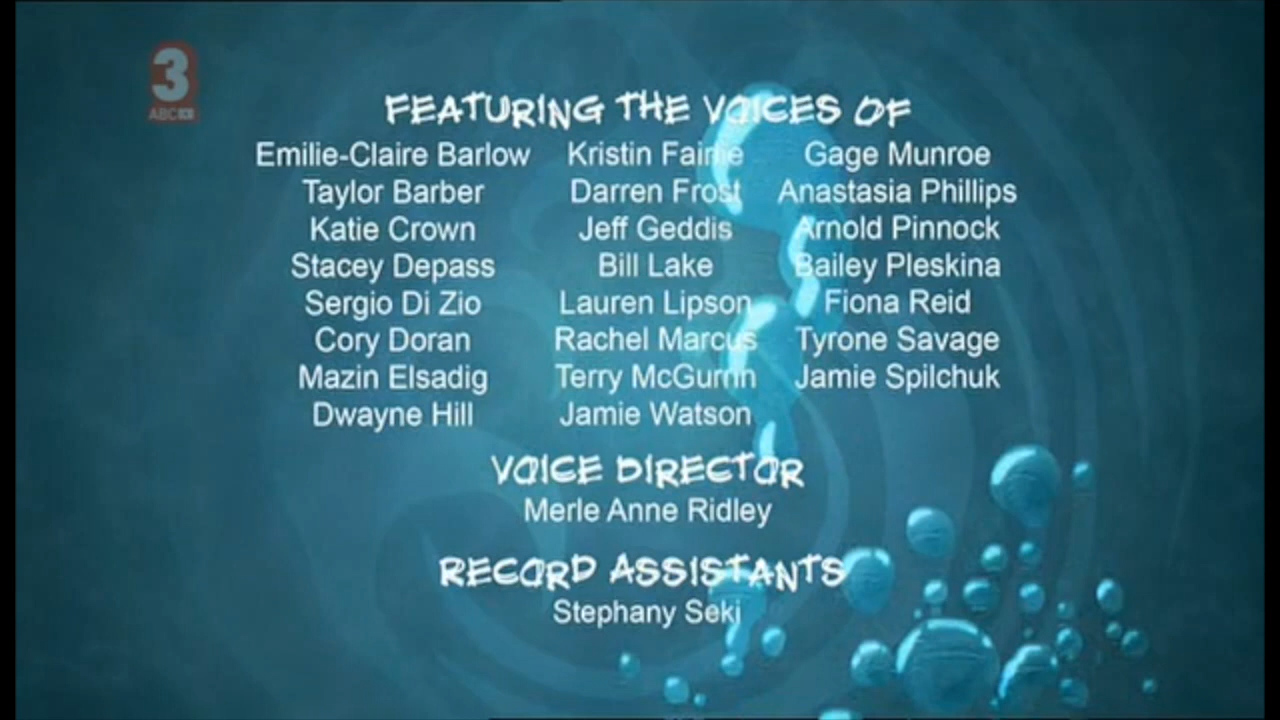 3
ABC
FEATURING THE VOICES OF
Emilie-Claire Barlow Kristin Fairlie Gage Munroe
Taylor Barber Darren Frost Anastasia Phillips
Katie Crown Jeff Geddis Arnold Pinnock
Stacey Depass Bill Lake Bailey Pleskina
Sergio Di Zio Lauren Lipson Fiona Reid
Cory Doran Rachel Marcus Tyrone Savage
Mazin Elsadig Terry McGurrin Jamie Spilchuk
Dwayne Hill Jamie Watson
VOICE DIRECTOR
Merle Anne Ridley
RECORD ASSISTANTS
Stephany Seki